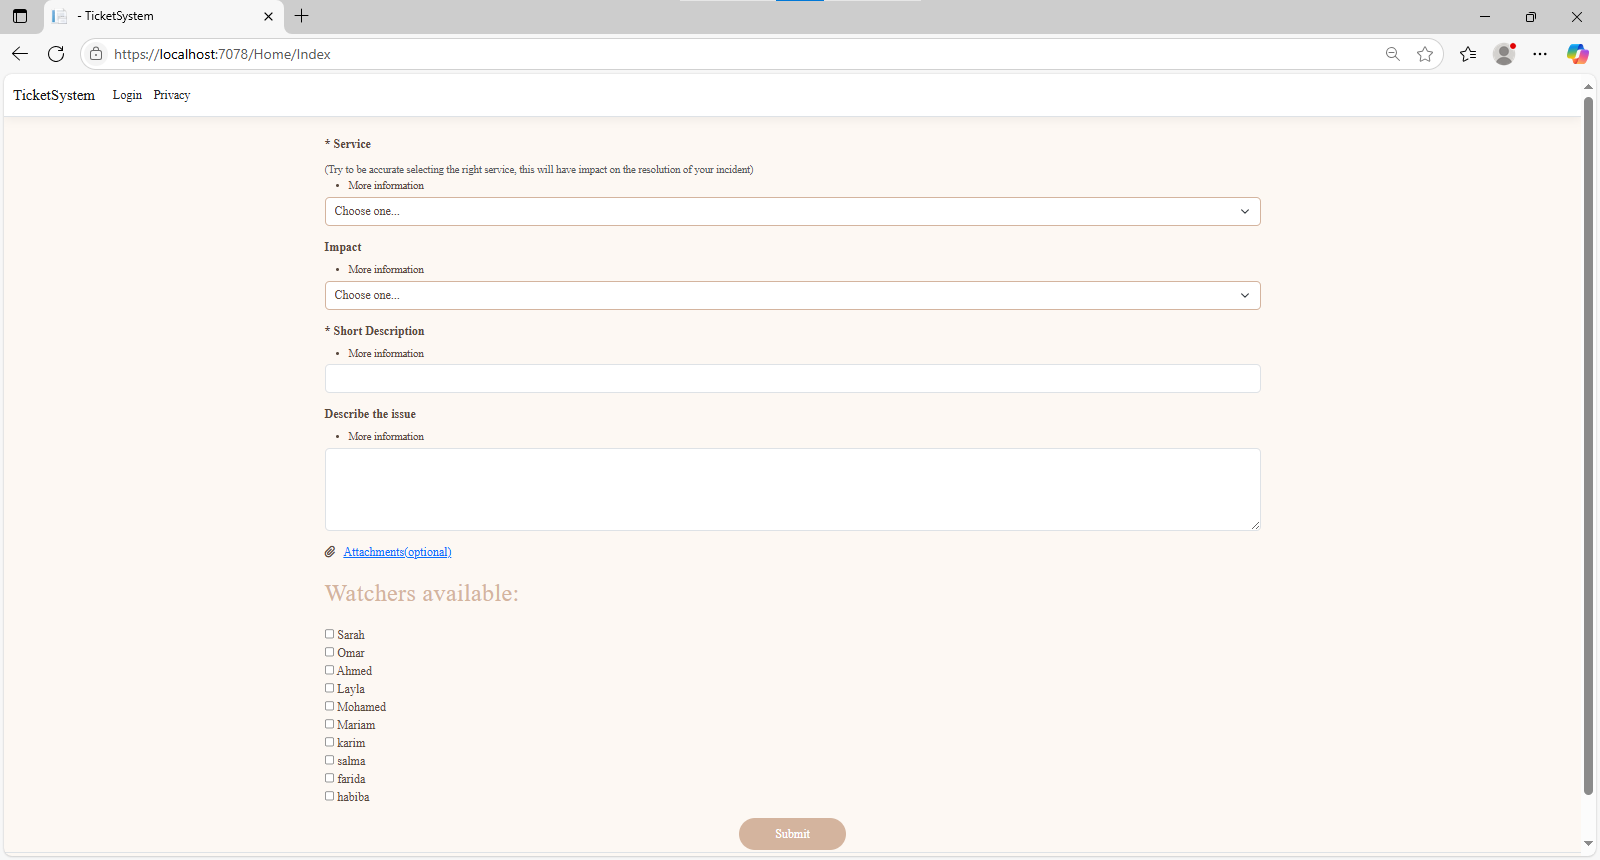 - TicketSystem
https://localhost:7078/Home/Index
TicketSystem Login Privacy
* Service
(Try to be accurate selecting the right service, this will have impact on the resolution of your incident)
• More information
Choose one...
Impact
• More information
Choose one...
* Short Description
• More information
Describe the issue
• More information
Attachments(optional)
Watchers available:
Sarah
Omar
Ahmed
Layla
Mohamed
Mariam
karim
salma
farida
habiba
Submit